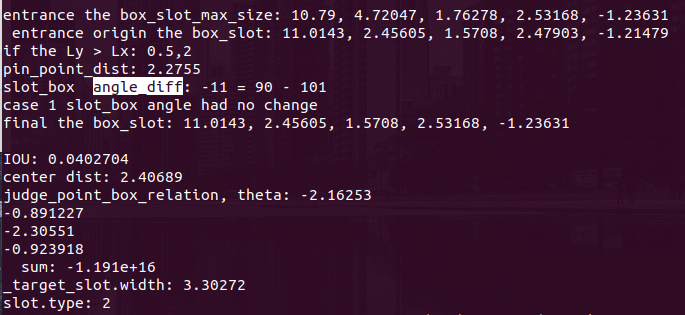 entrance the box_slot_max_size: 10.79, 4.72047, 1.76278, 2.53168, -1.23631
entrance origin the box_slot: 11.0143, 2.45605, 1.5708, 2.47903, -1.21479
if the Ly > Lx: 0.5,2
pin_point_dist: 2.2755
slot_box  angle_diff: -11 = 90 - 101
case 1 slot_box angle had no change
final the box_slot: 11.0143, 2.45605, 1.5708, 2.53168, -1.23631
IOU: 0.0402704
center dist: 2.40689
judge_point_box_relation, theta: -2.16253
-0.891227
-2.30551
-0.923918
sum: -1.191e+16
_target_slot.width: 3.30272
slot.type: 2